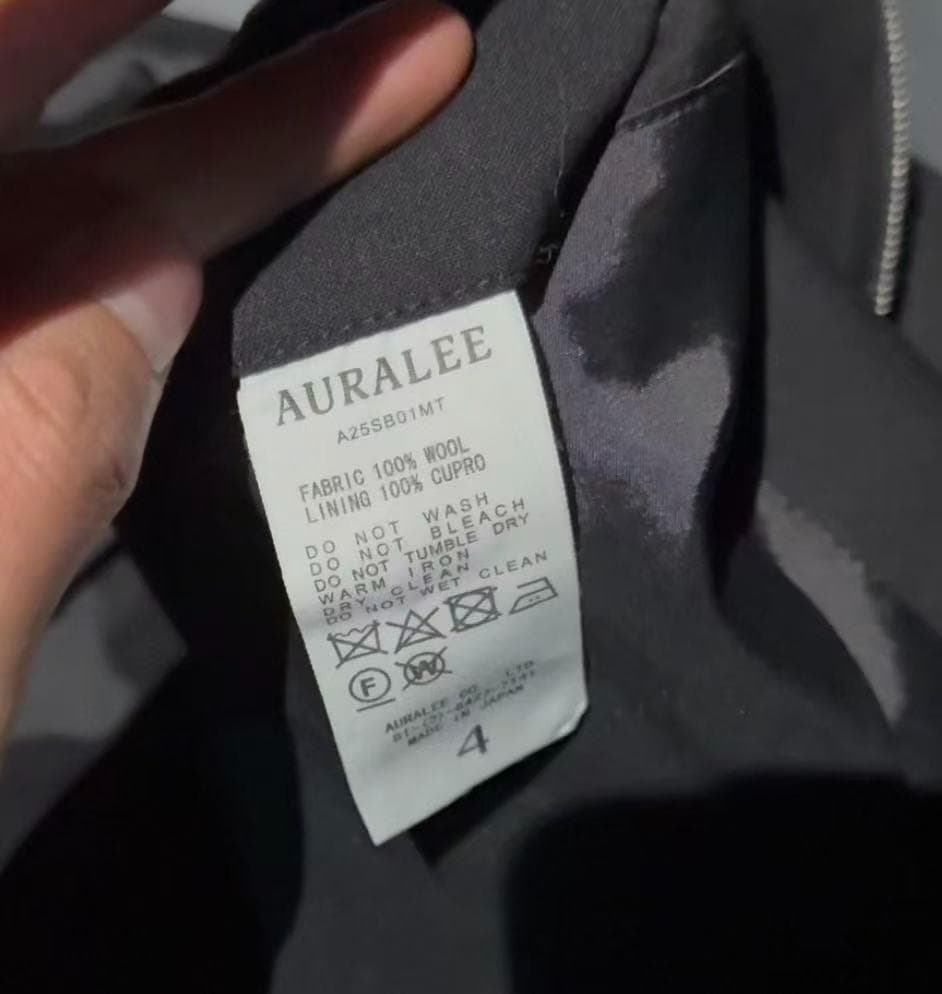 AURALEE
A25SB01MT
FABRIC 100% WOOL
LINING 100% CUPRO
DO NOT WASH
DO NOT BLEACH
DO NOT TUMBLE DRY
WARM IRON
DRY CLEAN
DO NOT WET CLEAN
F
W
AURALEE CO., LTD
MADE IN JAPAN
4